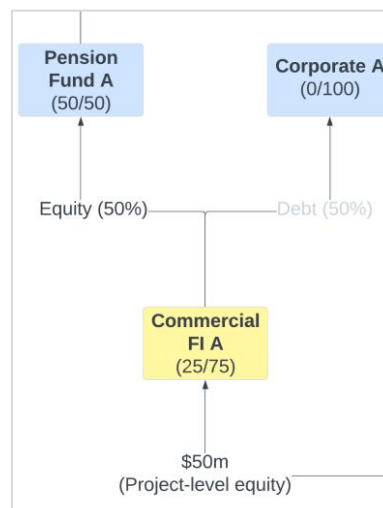 Pension
Fund A
(50/50)
Corporate A
(0/100)
Equity (50%)
Debt (50%)
Commercial
FI A
(25/75)
$50m
(Project-level equity)